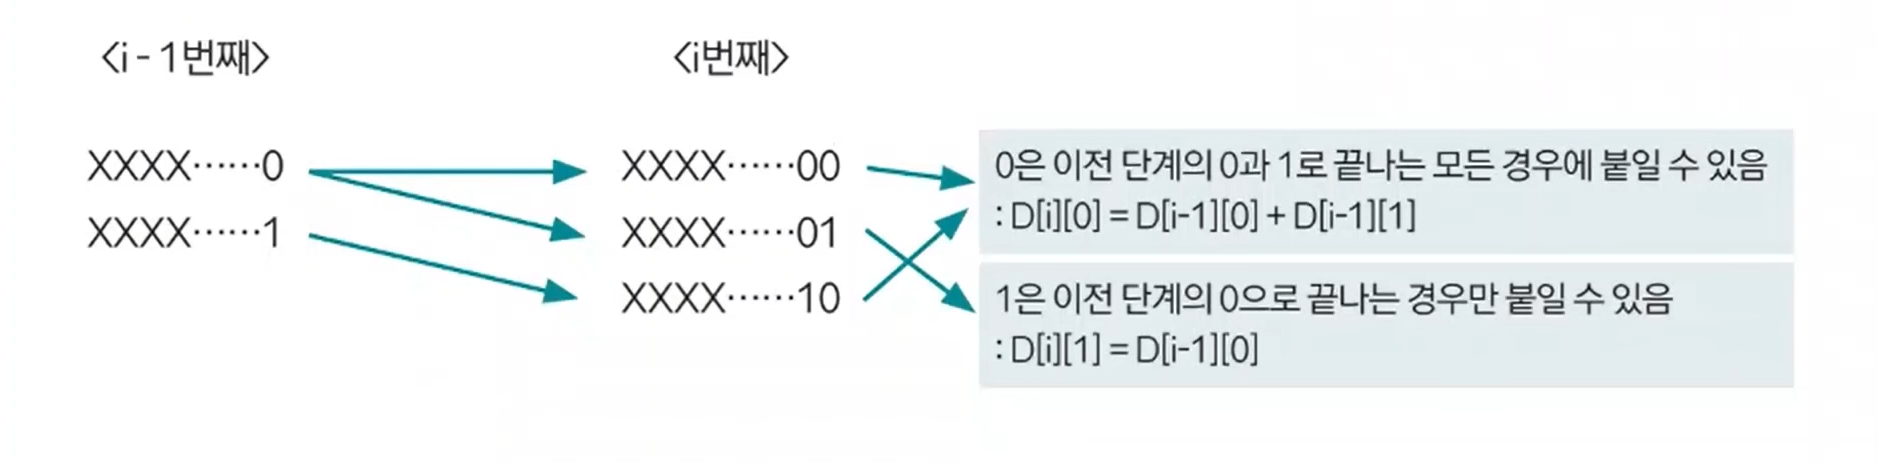 <i - 1번째>
<i번째>
XXXX……0
XXXX……1
XXXX……00
XXXX……01
XXXX……10
0은 이전 단계의 0과 1로 끝나는 모든 경우에 붙일 수 있음
: D[i][0] = D[i-1][0] + D[i-1][1]
1은 이전 단계의 0으로 끝나는 경우만 붙일 수 있음
: D[i][1] = D[i-1][0]